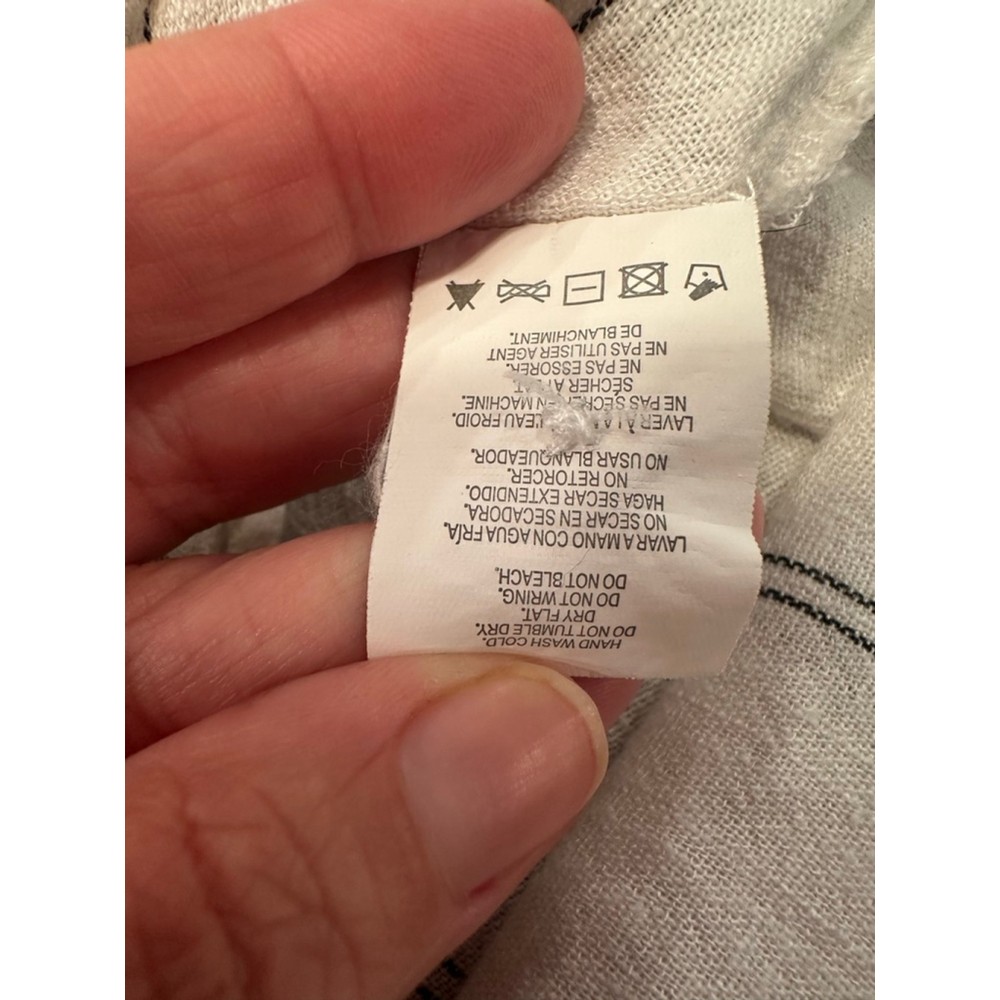 HAND WASH COLD.
DO NOT TUMBLE DRY.
DRY FLAT.
DO NOT WRING.
DO NOT BLEACH.
LAVAR A MANO CON AGUA FRÍA.
NO SECAR EN SECADORA.
HAGA SECAR EXTENDIDO.
NO RETORCER.
NO USAR BLANQUEADOR.
LAVER À LA L'EAU FROID.
NE PAS SÉCHER EN MACHINE.
SÉCHER À PLAT.
NE PAS ESSORER.
NE PAS UTILISER AGENT
DE BLANCHIMENT.